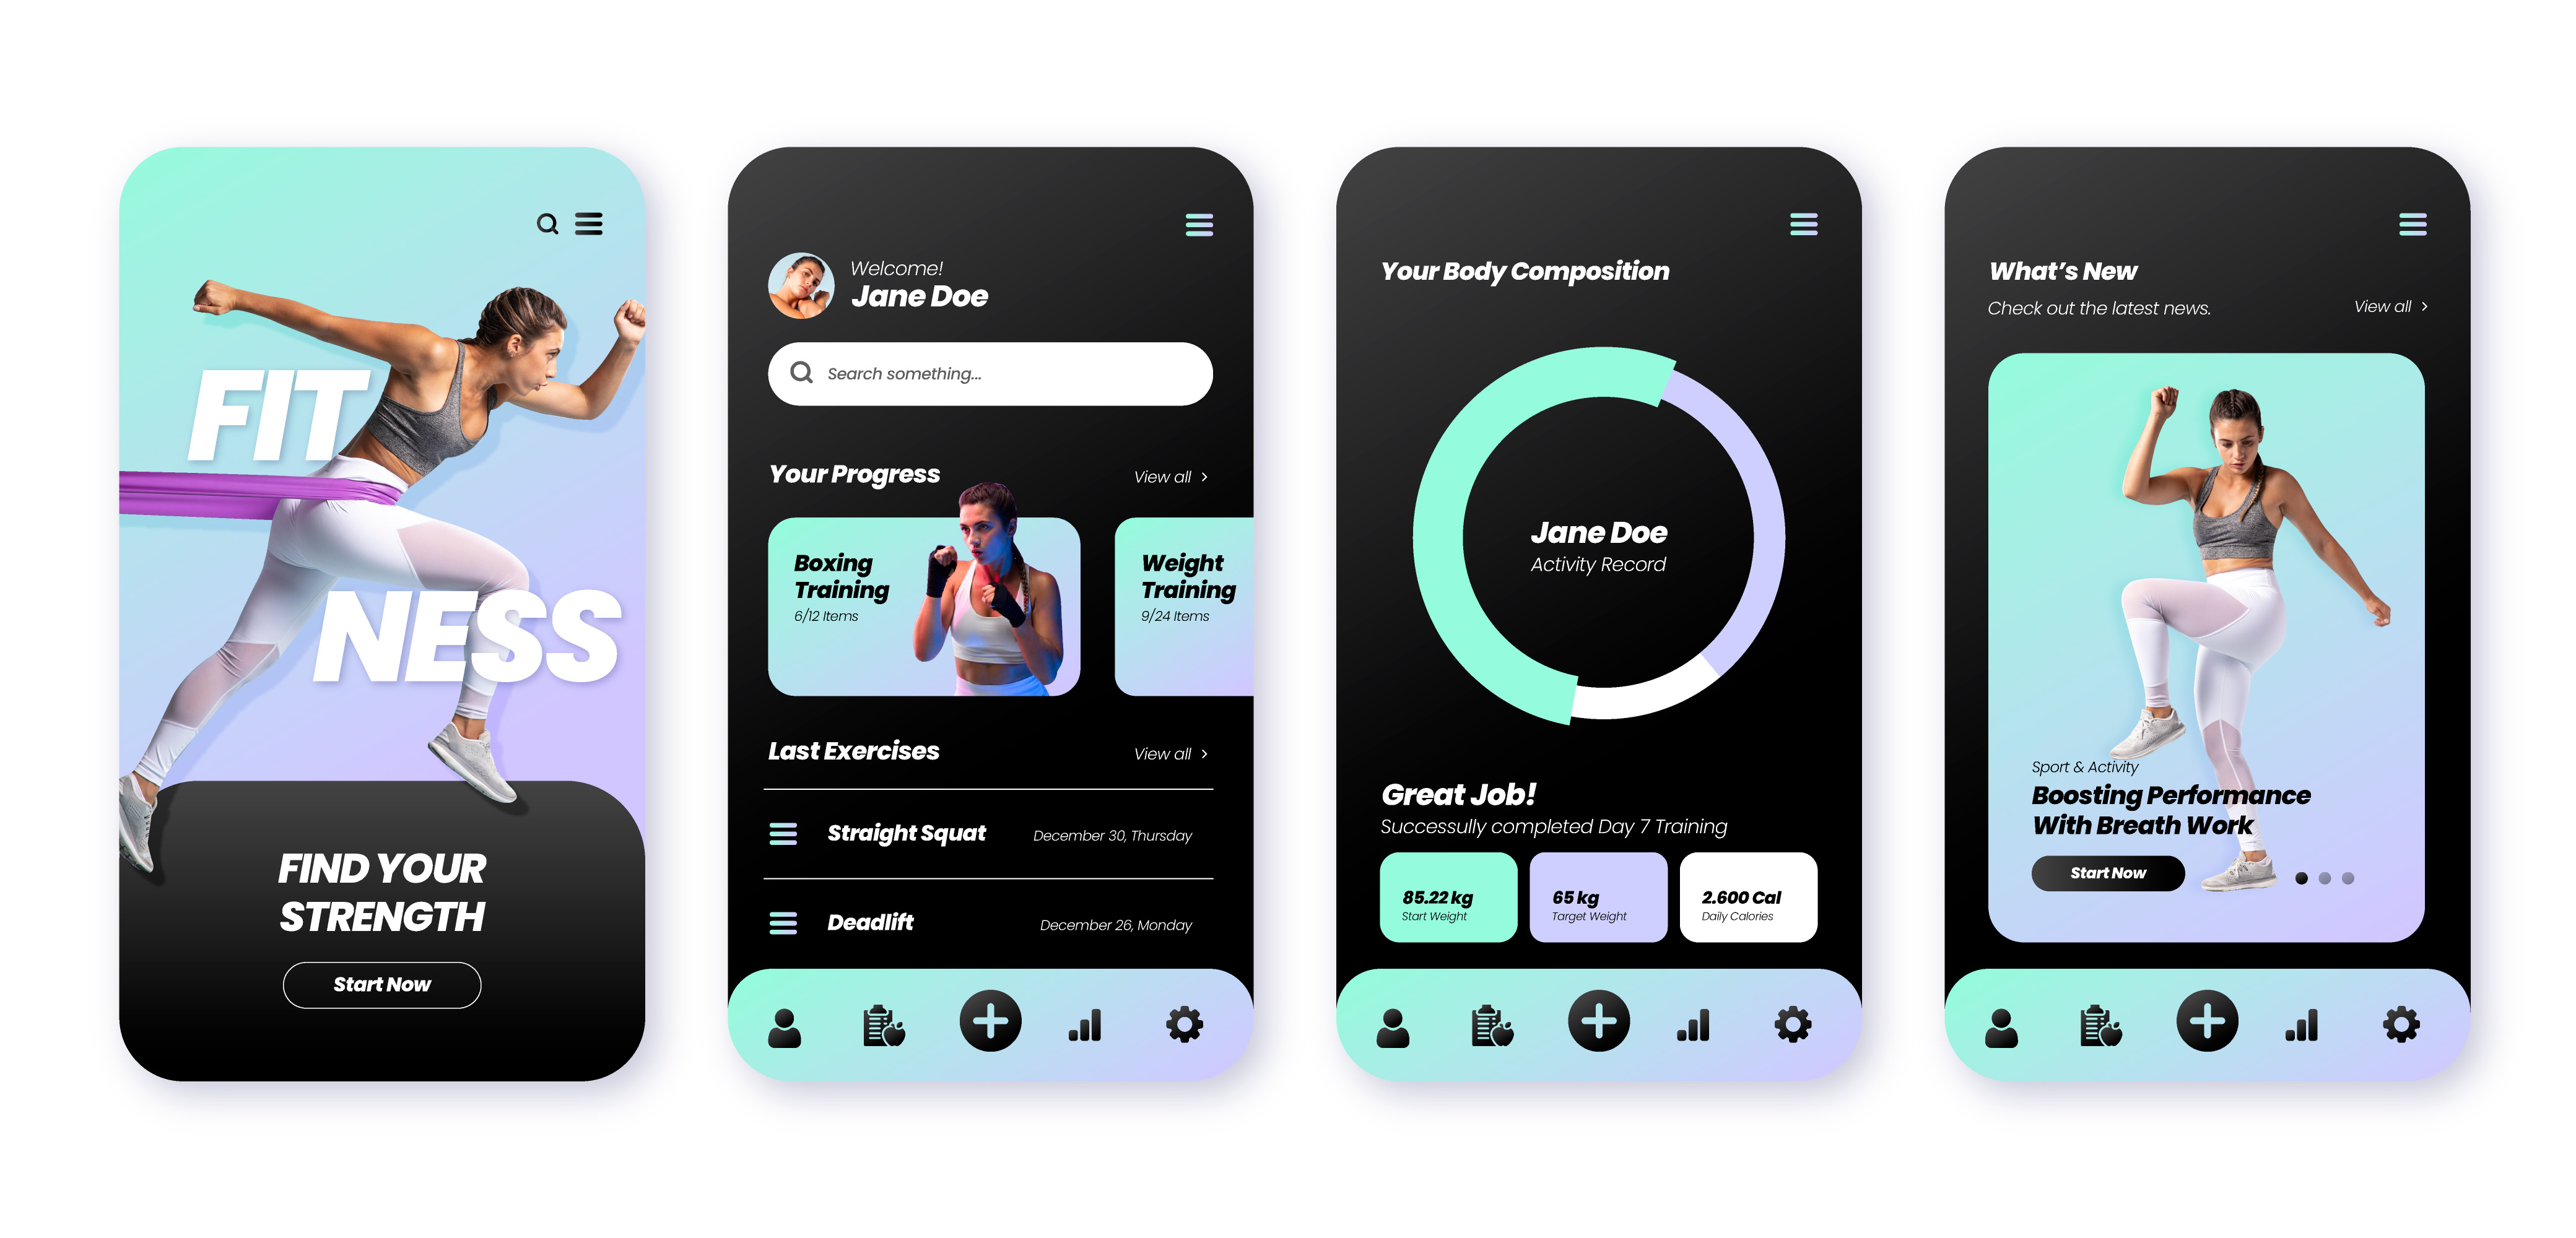 FIT
NESS
FIND YOUR
STRENGTH
Start Now
Welcome!
Jane Doe
Search something...
Your Progress
View all >
Boxing
Training
6/12 Items
Weight
Training
9/24 Items
Last Exercises
View all >
Straight Squat
December 30, Thursday
Deadlift
December 26, Monday
Your Body Composition
Jane Doe
Activity Record
Great Job!
Successully completed Day 7 Training
85.22 kg
Start Weight
65 kg
Target Weight
2.600 Cal
Daily Calories
What's New
Check out the latest news.
View all >
Sport & Activity
Boosting Performance
With Breath Work
Start Now